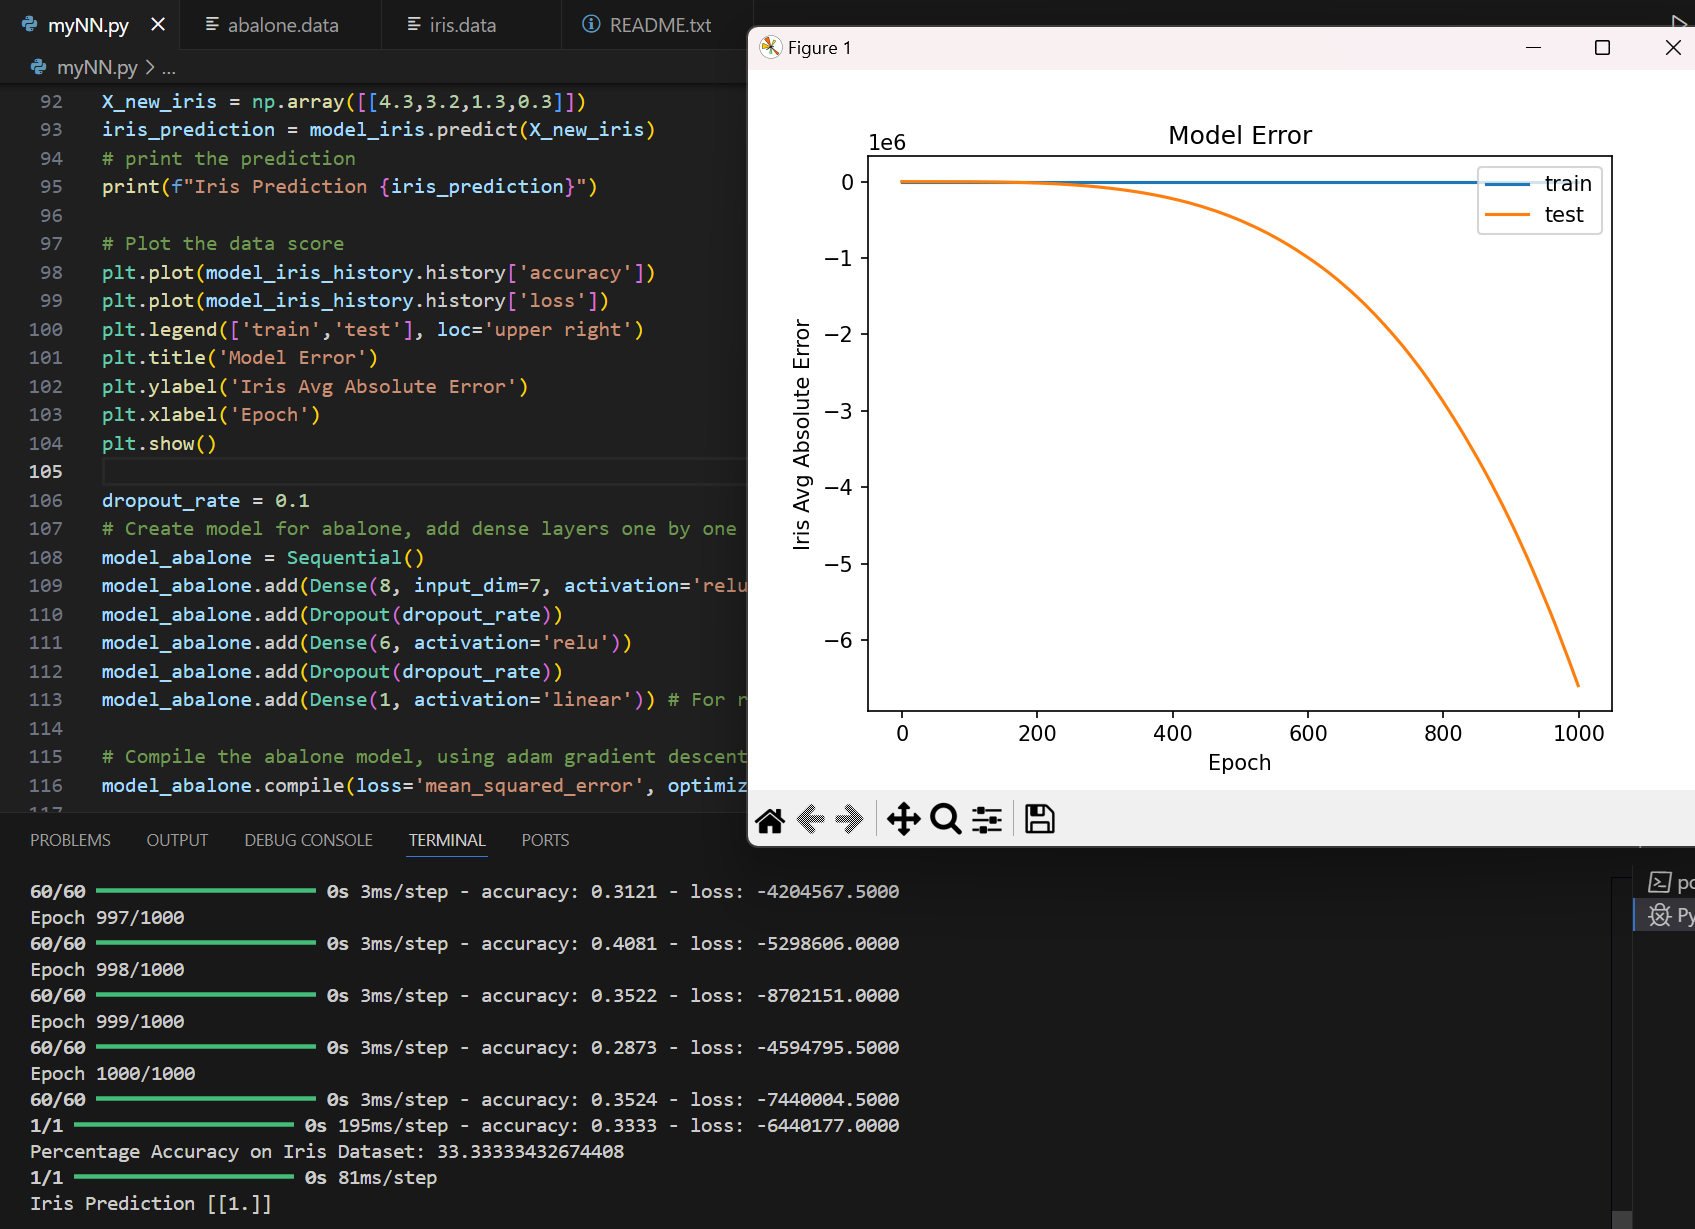 myNN.py
abalone.data
iris.data
README.txt
myNN.py > ...
92 X_new_iris = np.array([[4.3,3.2,1.3,0.3]])
93 iris_prediction = model_iris.predict(X_new_iris)
94 # print the prediction
95 print(f"Iris Prediction {iris_prediction}")
96
97 # Plot the data score
98 plt.plot(model_iris_history.history['accuracy'])
99 plt.plot(model_iris_history.history['loss'])
100 plt.legend(['train','test'], loc='upper right')
101 plt.title('Model Error')
102 plt.ylabel('Iris Avg Absolute Error')
103 plt.xlabel('Epoch')
104 plt.show()
105
106 dropout_rate = 0.1
107 # Create model for abalone, add dense layers one by one
108 model_abalone = Sequential()
109 model_abalone.add(Dense(8, input_dim=7, activation='relu
110 model_abalone.add(Dropout(dropout_rate))
111 model_abalone.add(Dense(6, activation='relu'))
112 model_abalone.add(Dropout(dropout_rate))
113 model_abalone.add(Dense(1, activation='linear')) # For r
114
115 # Compile the abalone model, using adam gradient descent
116 model_abalone.compile(loss='mean_squared_error', optimiz
Figure 1
Model Error
1e6
0
−1
−2
−3
−4
−5
−6
Iris Avg Absolute Error
train
test
0 200 400 600 800 1000
Epoch
PROBLEMS OUTPUT DEBUG CONSOLE TERMINAL PORTS
60/60 0s 3ms/step - accuracy: 0.3121 - loss: -4204567.5000
Epoch 997/1000
60/60 0s 3ms/step - accuracy: 0.4081 - loss: -5298606.0000
Epoch 998/1000
60/60 0s 3ms/step - accuracy: 0.3522 - loss: -8702151.0000
Epoch 999/1000
60/60 0s 3ms/step - accuracy: 0.2873 - loss: -4594795.5000
Epoch 1000/1000
60/60 0s 3ms/step - accuracy: 0.3524 - loss: -7440004.5000
1/1 0s 195ms/step - accuracy: 0.3333 - loss: -6440177.0000
Percentage Accuracy on Iris Dataset: 33.33333432674408
1/1 0s 81ms/step
Iris Prediction [[1.]]
Py